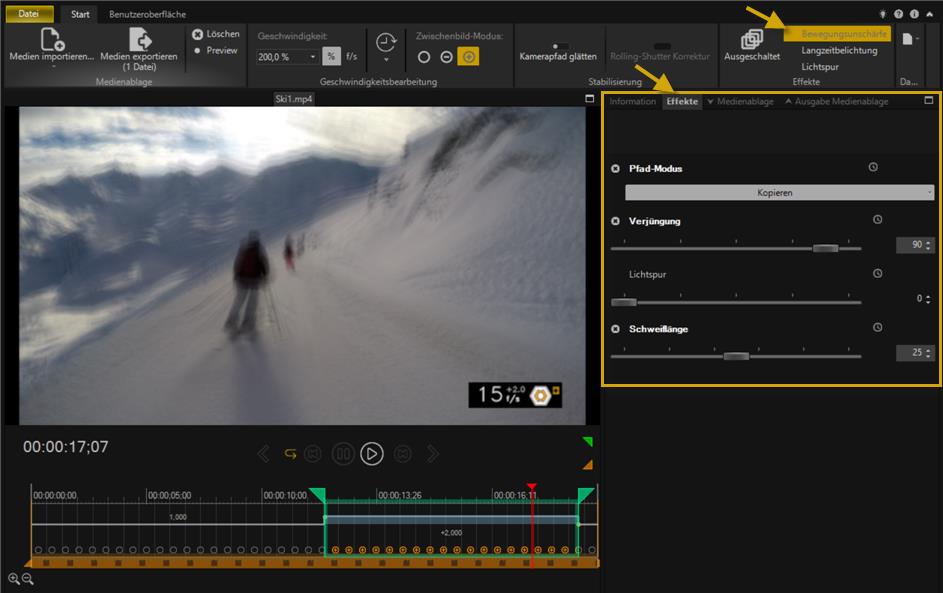 Datei Start Benutzeroberfläche
Medien importieren... Medien exportieren
(1 Datei)
Löschen
Preview
Medienablage
Geschwindigkeit:
200,0 % % f/s
Zwischenbild-Modus:
Geschwindigkeitsbearbeitung
Kamerapfad glätten Rolling-Shutter Korrektur
Stabilisierung
Ausgeschaltet
Bewegungsunschärfe
Langzeitbelichtung
Lichtspur
Effekte
Da...
Ski1.mp4
Information Effekte Medienablage Ausgabe Medienablage
Pfad-Modus
Kopieren
Verjüngung
90
Lichtspur
0
Schweiflänge
25
15 +2.0 f/s
00:00:17;07
00:00:00;00 00:00:05;00 00:00:10;00 00:00:13;26 00:00:16;11
1,000
+2,000